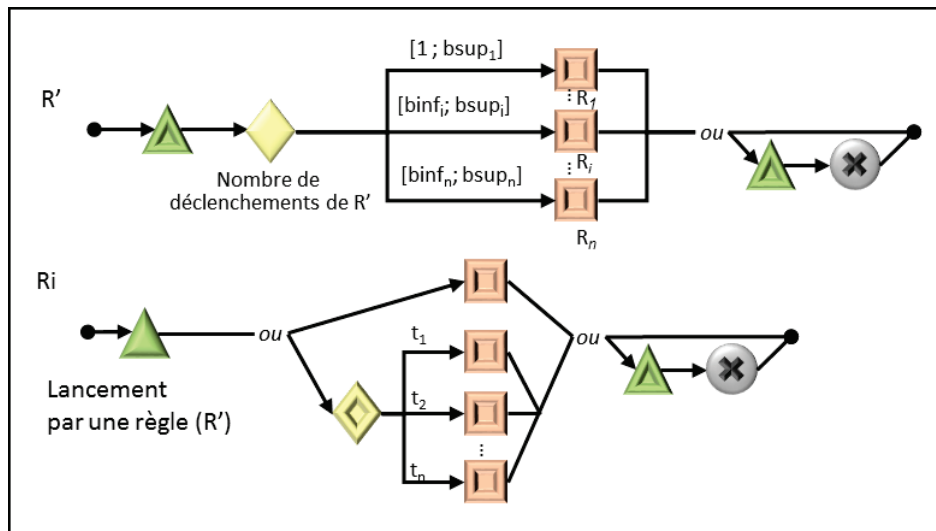 [1 ; bsup₁]
R'
⋮ R₁
[binfᵢ; bsupᵢ]
ou
Rᵢ
Nombre de
déclenchements de R'
[binfₙ; bsupₙ]
Rₙ
Ri
ou
t₁
ou
Lancement
par une règle (R')
t₂
tₙ